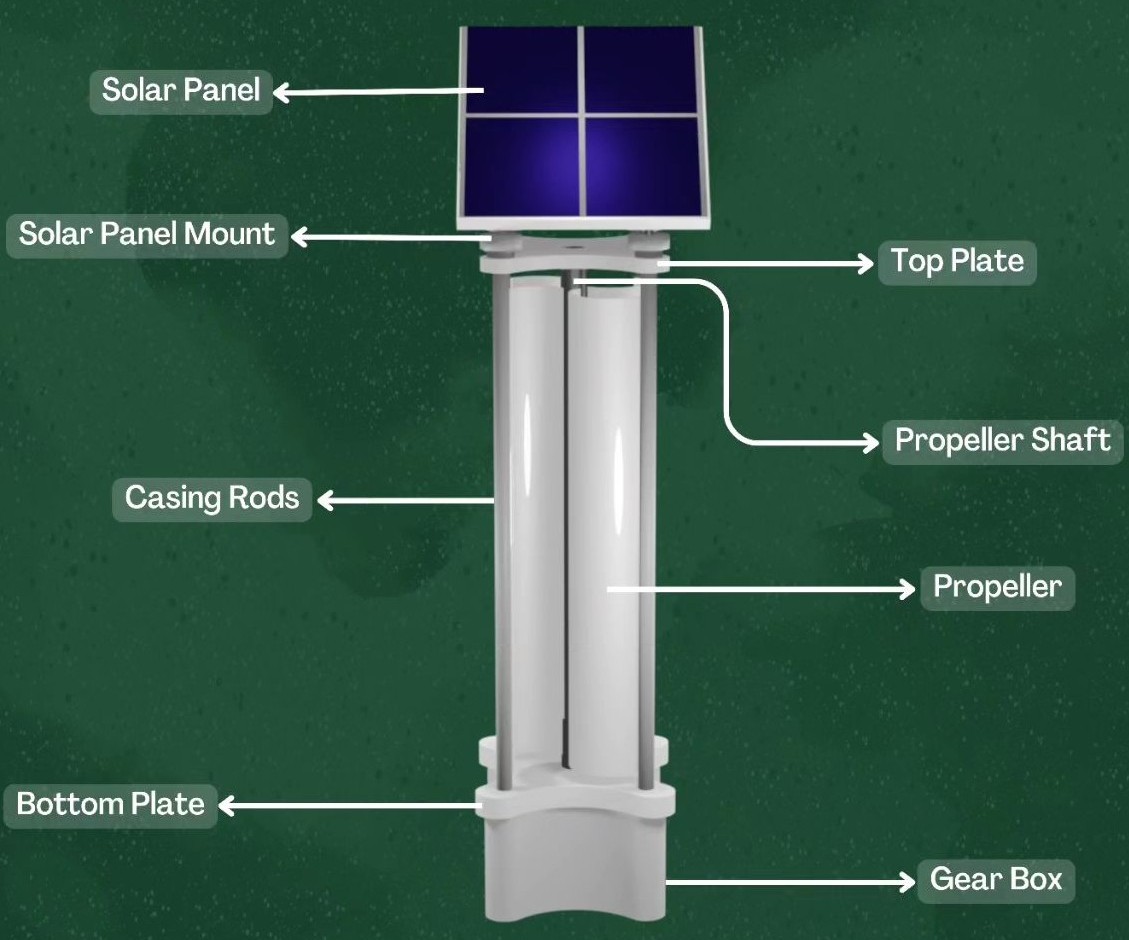 Solar Panel
Solar Panel Mount
Top Plate
Propeller Shaft
Casing Rods
Propeller
Bottom Plate
Gear Box